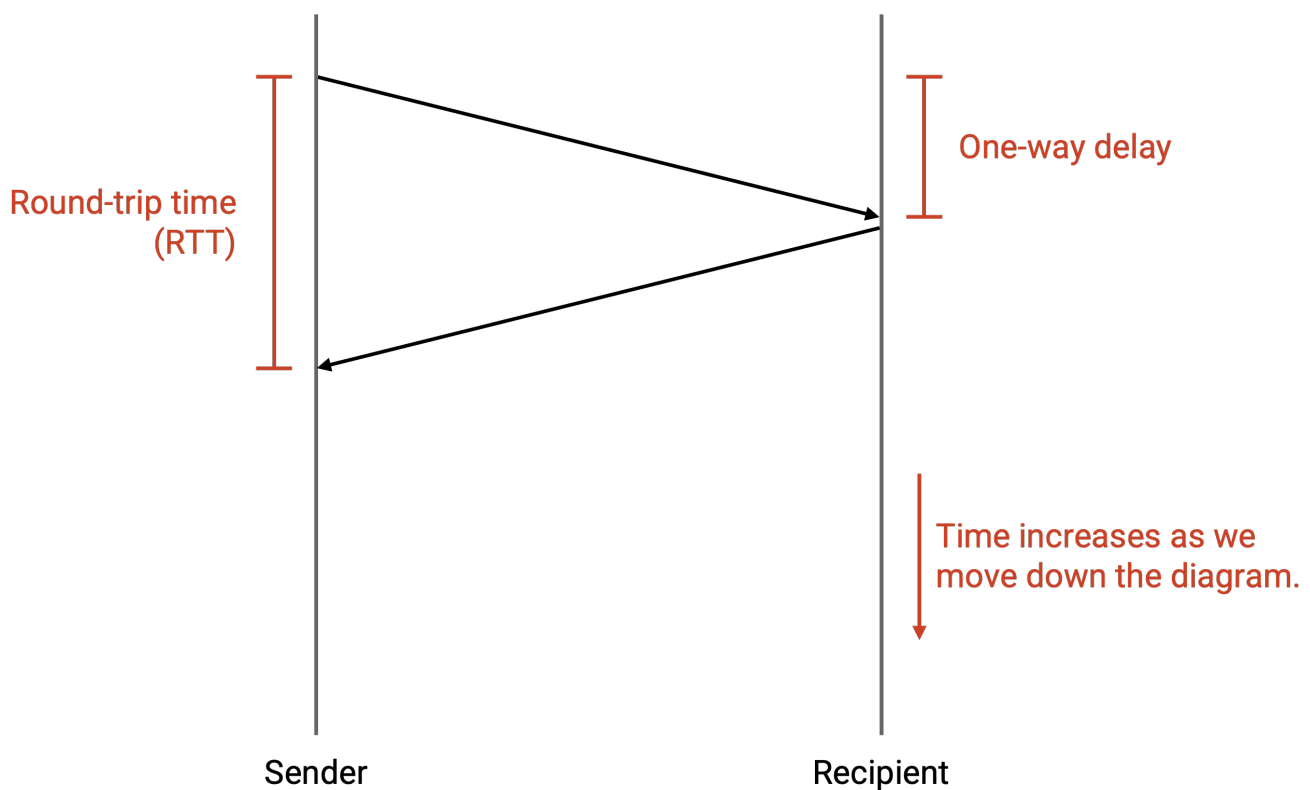 One-way delay
Round-trip time
(RTT)
Time increases as we
move down the diagram.
Sender
Recipient